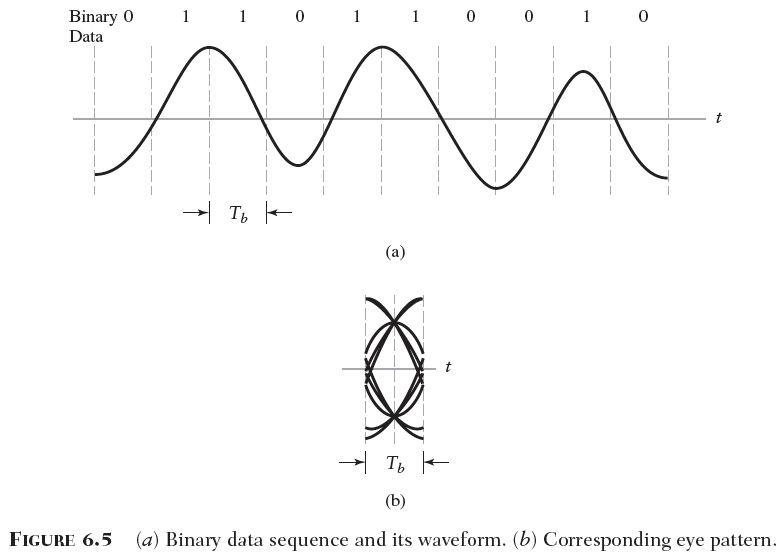 Binary 0 1 1 0 1 1 0 0 1 0
Data
t
T_b
(a)
t
T_b
(b)
FIGURE 6.5 (a) Binary data sequence and its waveform. (b) Corresponding eye pattern.